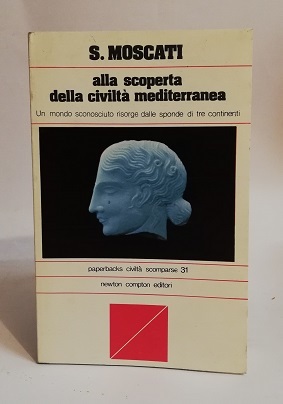 S. MOSCATI
alla scoperta
della civiltà mediterranea
Un mondo sconosciuto risorge dalle sponde di tre continenti
paperbacks civiltà scomparse 31
newton compton editori